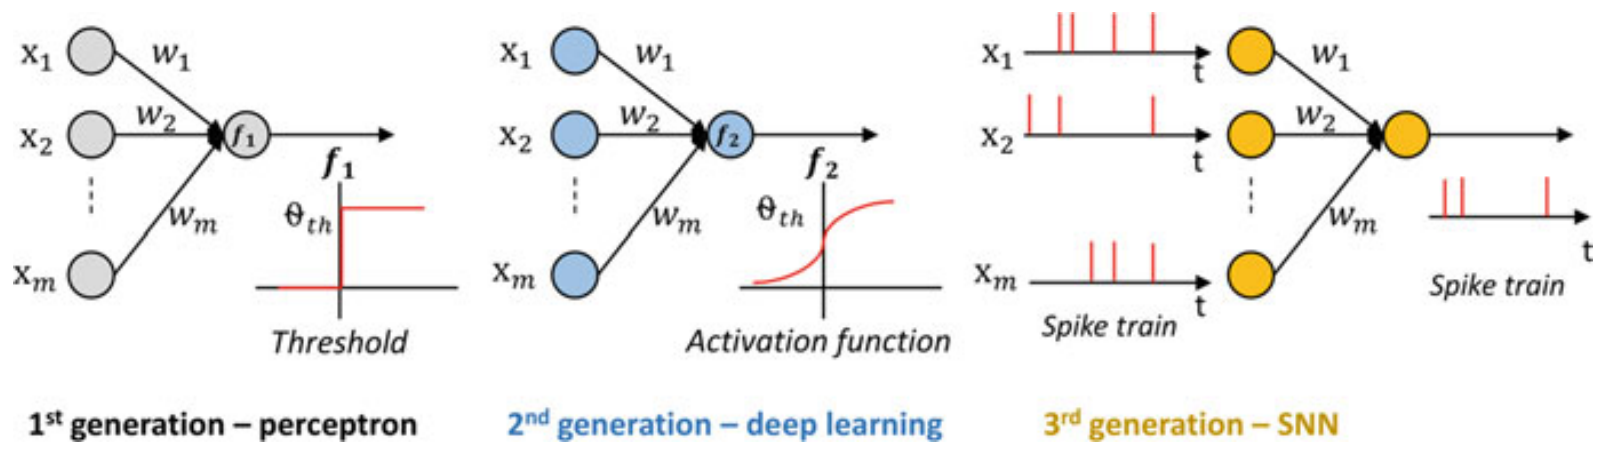 x₁ w₁
x₂ w₂ f₁
xₘ wₘ
f₁
θₜₕ
Threshold
1ˢᵗ generation – perceptron
x₁ w₁
x₂ w₂ f₂
xₘ wₘ
f₂
θₜₕ
Activation function
2ⁿᵈ generation – deep learning
x₁ t w₁
x₂ t w₂
xₘ t wₘ
Spike train
t
Spike train
3ʳᵈ generation – SNN